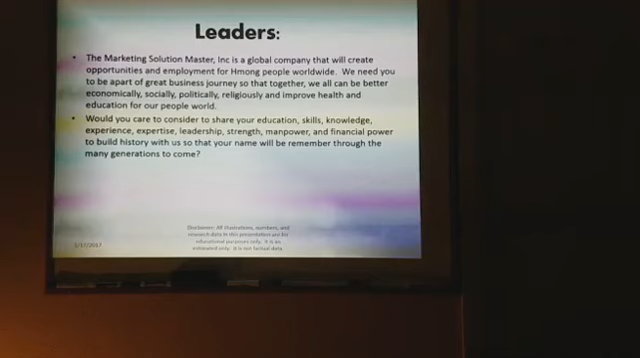 Leaders:
• The Marketing Solution Master, Inc is a global company that will create
opportunities and employment for Hmong people worldwide. We need you
to be apart of great business journey so that together, we all can be better
economically, socially, politically, religiously and improve health and
education for our people world.
• Would you care to consider to share your education, skills, knowledge,
experience, expertise, leadership, strength, manpower, and financial power
to build history with us so that your name will be remember through the
many generations to come?
Disclaimer: All illustrations, numbers, and
research data in this presentation are for
educational purposes only. It is an
estimated only. It is not factual data.
1/17/2017